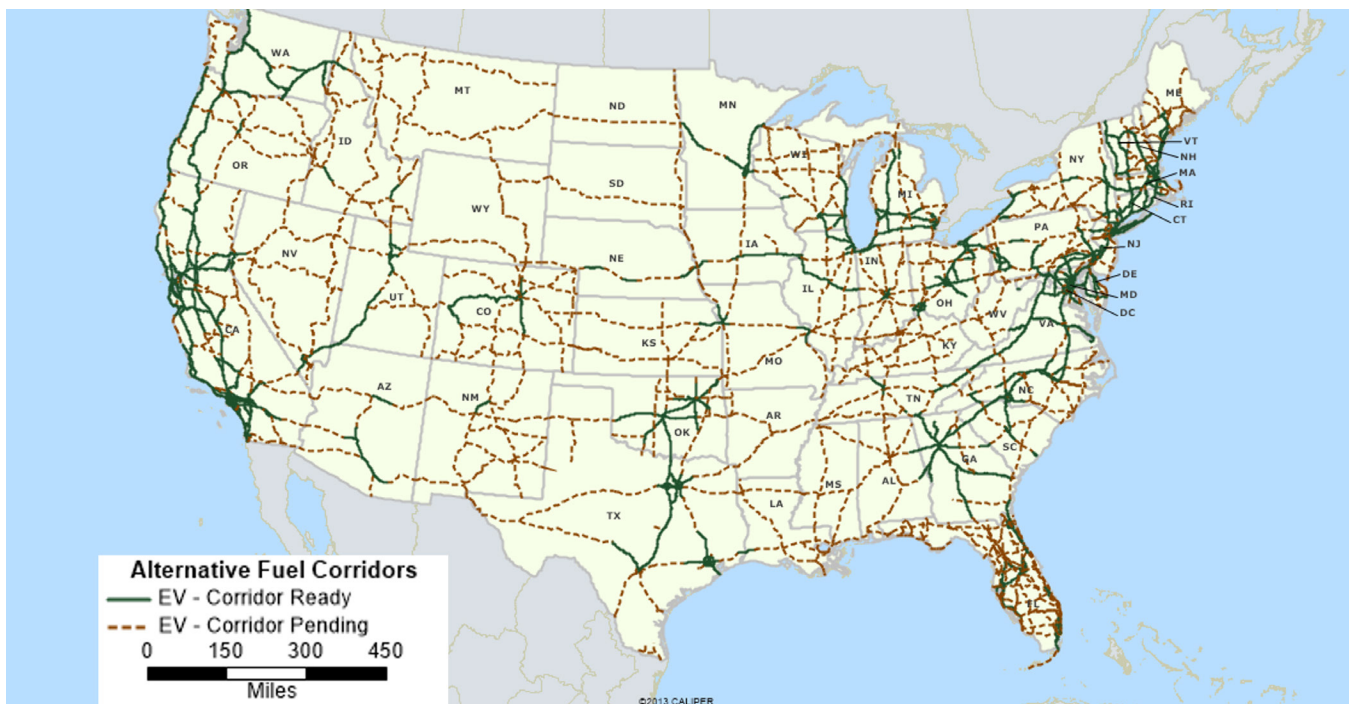 WA
MT
ND
MN
ME
VT
NH
MA
RI
CT
NY
WI
MI
OR
ID
SD
WY
IA
PA
NJ
NE
NV
UT
CO
IL
IN
OH
DE
MD
DC
WV
VA
CA
KS
MO
KY
AZ
NM
OK
AR
TN
NC
SC
TX
LA
MS
AL
GA
FL
Alternative Fuel Corridors
EV - Corridor Ready
EV - Corridor Pending
0 150 300 450
Miles
©2013 CALIPER